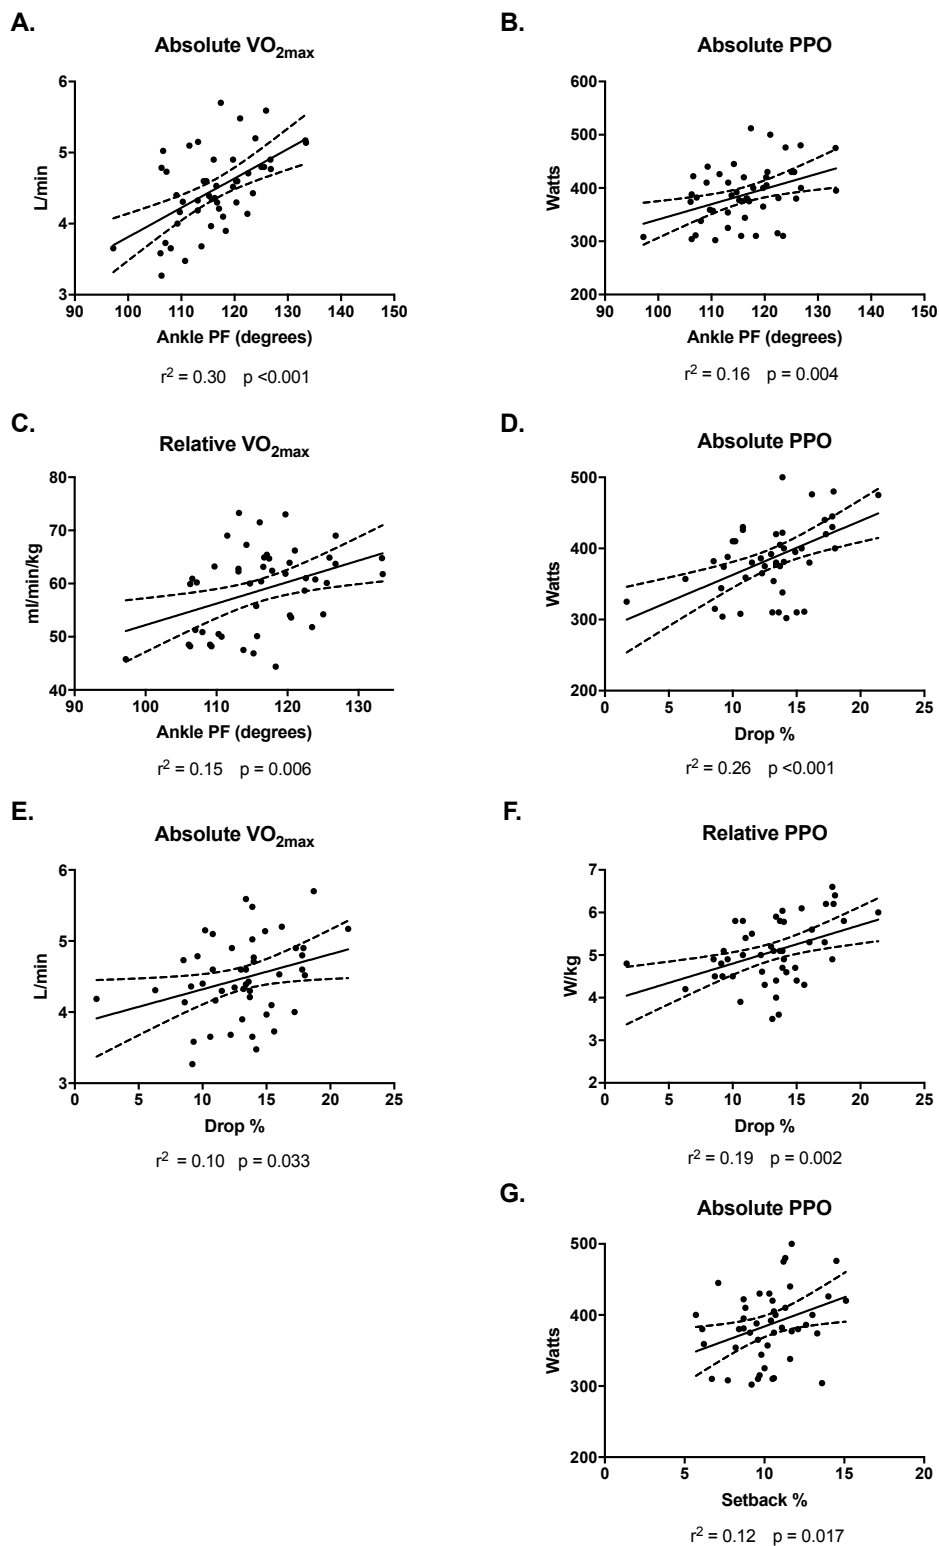 A.
Absolute VO2max
6
5
4
3
L/min
90 100 110 120 130 140 150
Ankle PF (degrees)
r2 = 0.30 p <0.001
B.
Absolute PPO
600
500
400
300
200
Watts
90 100 110 120 130 140 150
Ankle PF (degrees)
r2 = 0.16 p = 0.004
C.
Relative VO2max
80
70
60
50
40
ml/min/kg
90 100 110 120 130
Ankle PF (degrees)
r2 = 0.15 p = 0.006
D.
Absolute PPO
500
400
300
200
Watts
0 5 10 15 20 25
Drop %
r2 = 0.26 p <0.001
E.
Absolute VO2max
6
5
4
3
L/min
0 5 10 15 20 25
Drop %
r2 = 0.10 p = 0.033
F.
Relative PPO
7
6
5
4
3
2
W/kg
0 5 10 15 20 25
Drop %
r2 = 0.19 p = 0.002
G.
Absolute PPO
500
400
300
200
Watts
0 5 10 15 20
Setback %
r2 = 0.12 p = 0.017